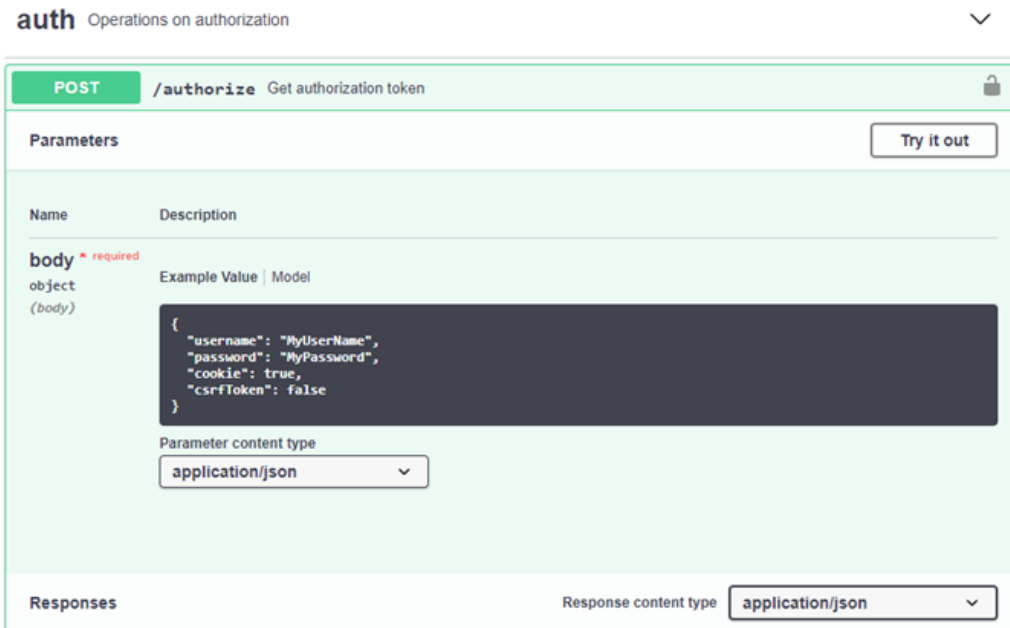 auth Operations on authorization
POST /authorize Get authorization token
Parameters Try it out
Name Description
body * required
object
(body)
Example Value | Model
{
  "username": "MyUserName",
  "password": "MyPassword",
  "cookie": true,
  "csrfToken": false
}
Parameter content type
application/json
Responses Response content type application/json